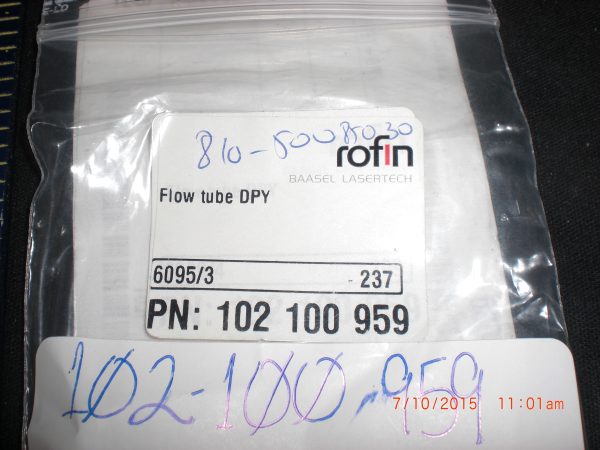 810-50085030
rofin
BAASEL LASERTECH
Flow tube DPY
6095/3 237
PN: 102 100 959
102-100-959
7/10/2015 11:01am